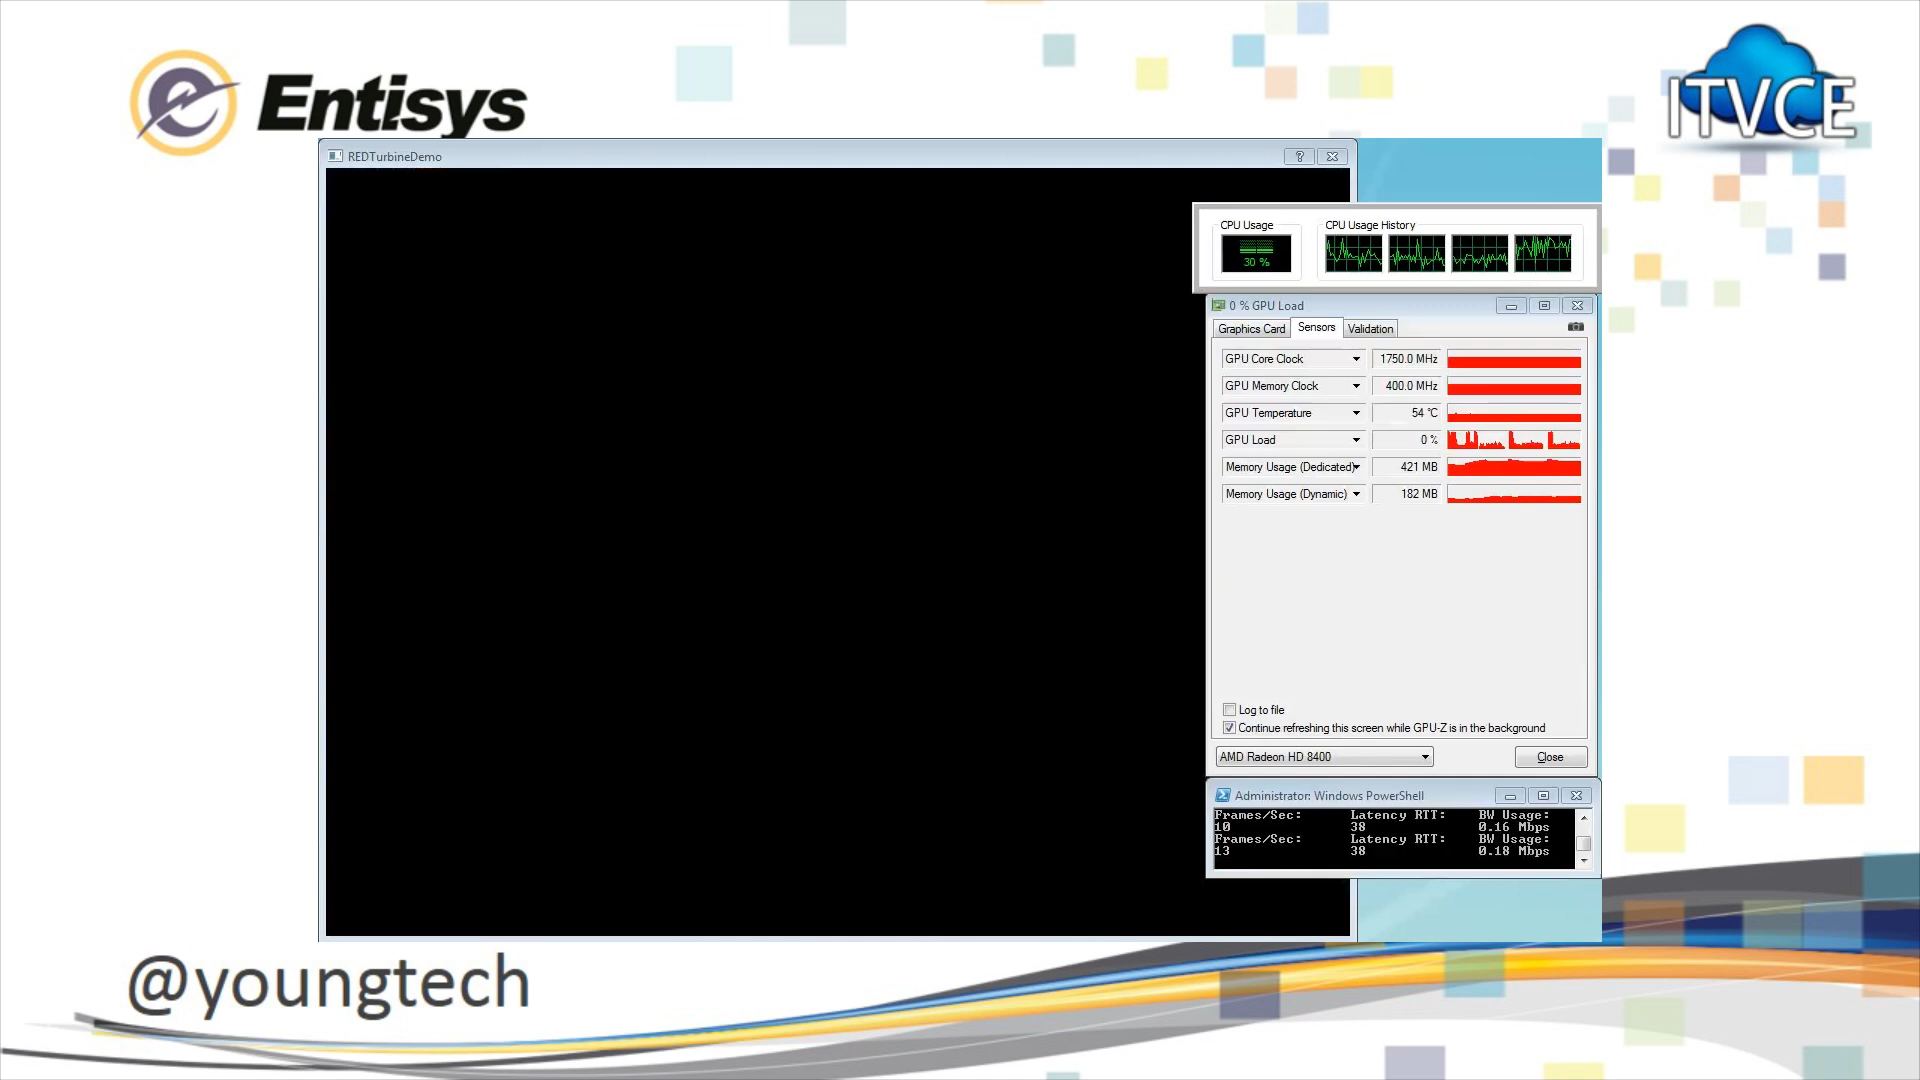 Entisys
ITVCE
REDTurbineDemo
CPU Usage
CPU Usage History
30 %
0 % GPU Load
Graphics Card
Sensors
Validation
GPU Core Clock
1750.0 MHz
GPU Memory Clock
400.0 MHz
GPU Temperature
54 °C
GPU Load
0 %
Memory Usage (Dedicated)
421 MB
Memory Usage (Dynamic)
182 MB
Log to file
Continue refreshing this screen while GPU-Z is in the background
AMD Radeon HD 8400
Close
Administrator: Windows PowerShell
Frames/Sec: Latency RTT: BW Usage:
10 38 0.16 Mbps
Frames/Sec: Latency RTT: BW Usage:
13 38 0.18 Mbps
@youngtech